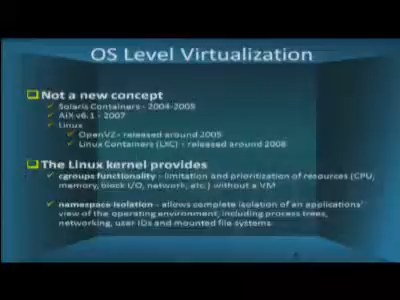 OS Level Virtualization
Not a new concept
Solaris Containers - 2004-2005
AIX v6.1 - 2007
Linux
OpenVZ - released around 2005
Linux Containers (LXC) - released around 2008
The Linux kernel provides
cgroups functionality - limitation and prioritization of resources (CPU,
memory, block I/O, network, etc.) without a VM
namespace isolation - allows complete isolation of an applications'
view of the operating environment, including process trees,
networking, user IDs and mounted file systems